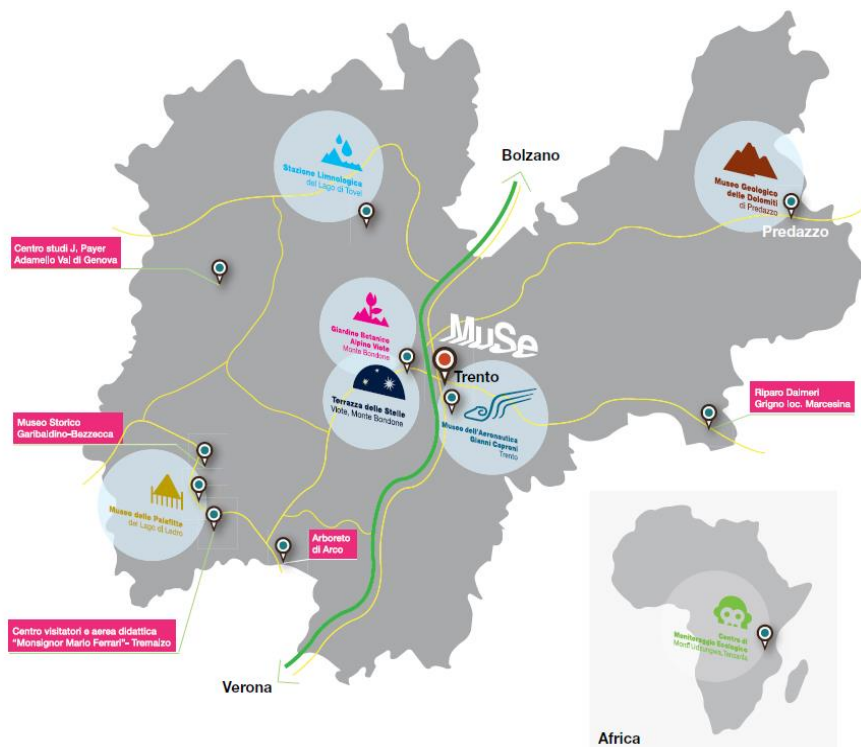 Bolzano
Stazione Limnologica
del Lago di Tovel
Museo Geologico
delle Dolomiti
di Predazzo
Predazzo
Centro studi J. Payer
Adamello Val di Genova
Giardino Botanico
Alpino Viote
Monte Bondone
MuSe
Trento
Terrazza delle Stelle
Viote, Monte Bondone
Museo dell'Aeronautica
Gianni Caproni
Trento
Riparo Dalmeri
Grigno loc. Marcesina
Museo Storico
Garibaldino-Bezzecca
Museo delle Palafitte
del Lago di Ledro
Arboreto
di Arco
Centro visitatori e aerea didattica
"Monsignor Mario Ferrari"- Tremalzo
Verona
Centro di
Monitoraggio Ecologico
Monti Udzungwa, Tanzania
Africa